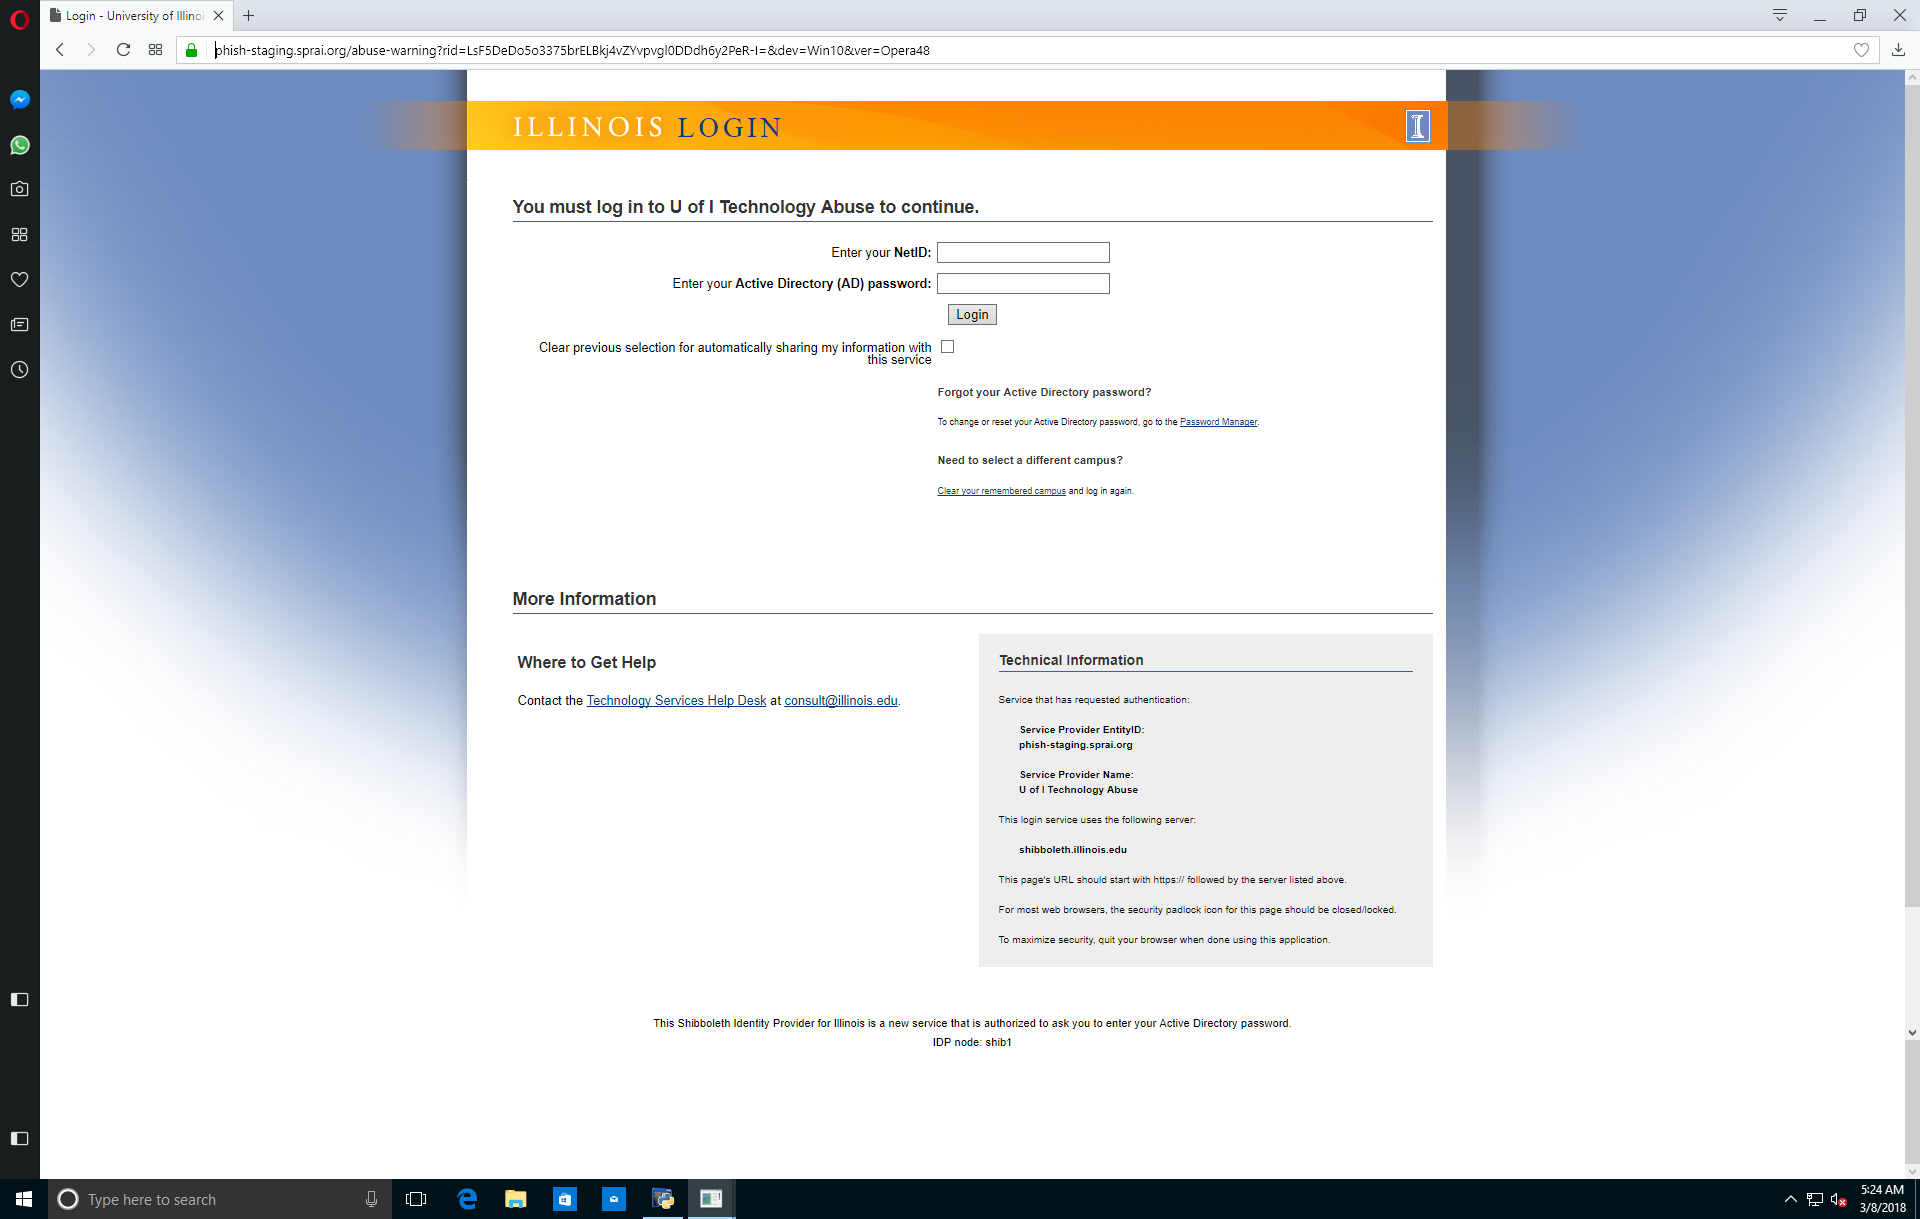 Login - University of Illino
phish-staging.sprai.org/abuse-warning?rid=LsF5DeDo5o3375brELBkj4vZYvpvgl0DDdh6y2PeR-I=&dev=Win10&ver=Opera48
ILLINOIS LOGIN
I
You must log in to U of I Technology Abuse to continue.
Enter your NetID:
Enter your Active Directory (AD) password:
Login
Clear previous selection for automatically sharing my information with
this service
Forgot your Active Directory password?
To change or reset your Active Directory password, go to the Password Manager.
Need to select a different campus?
Clear your remembered campus and log in again.
More Information
Where to Get Help
Contact the Technology Services Help Desk at consult@illinois.edu.
Technical Information
Service that has requested authentication:
Service Provider EntityID:
phish-staging.sprai.org
Service Provider Name:
U of I Technology Abuse
This login service uses the following server:
shibboleth.illinois.edu
This page's URL should start with https:// followed by the server listed above.
For most web browsers, the security padlock icon for this page should be closed/locked.
To maximize security, quit your browser when done using this application.
This Shibboleth Identity Provider for Illinois is a new service that is authorized to ask you to enter your Active Directory password.
IDP node: shib1
Type here to search
5:24 AM
3/8/2018